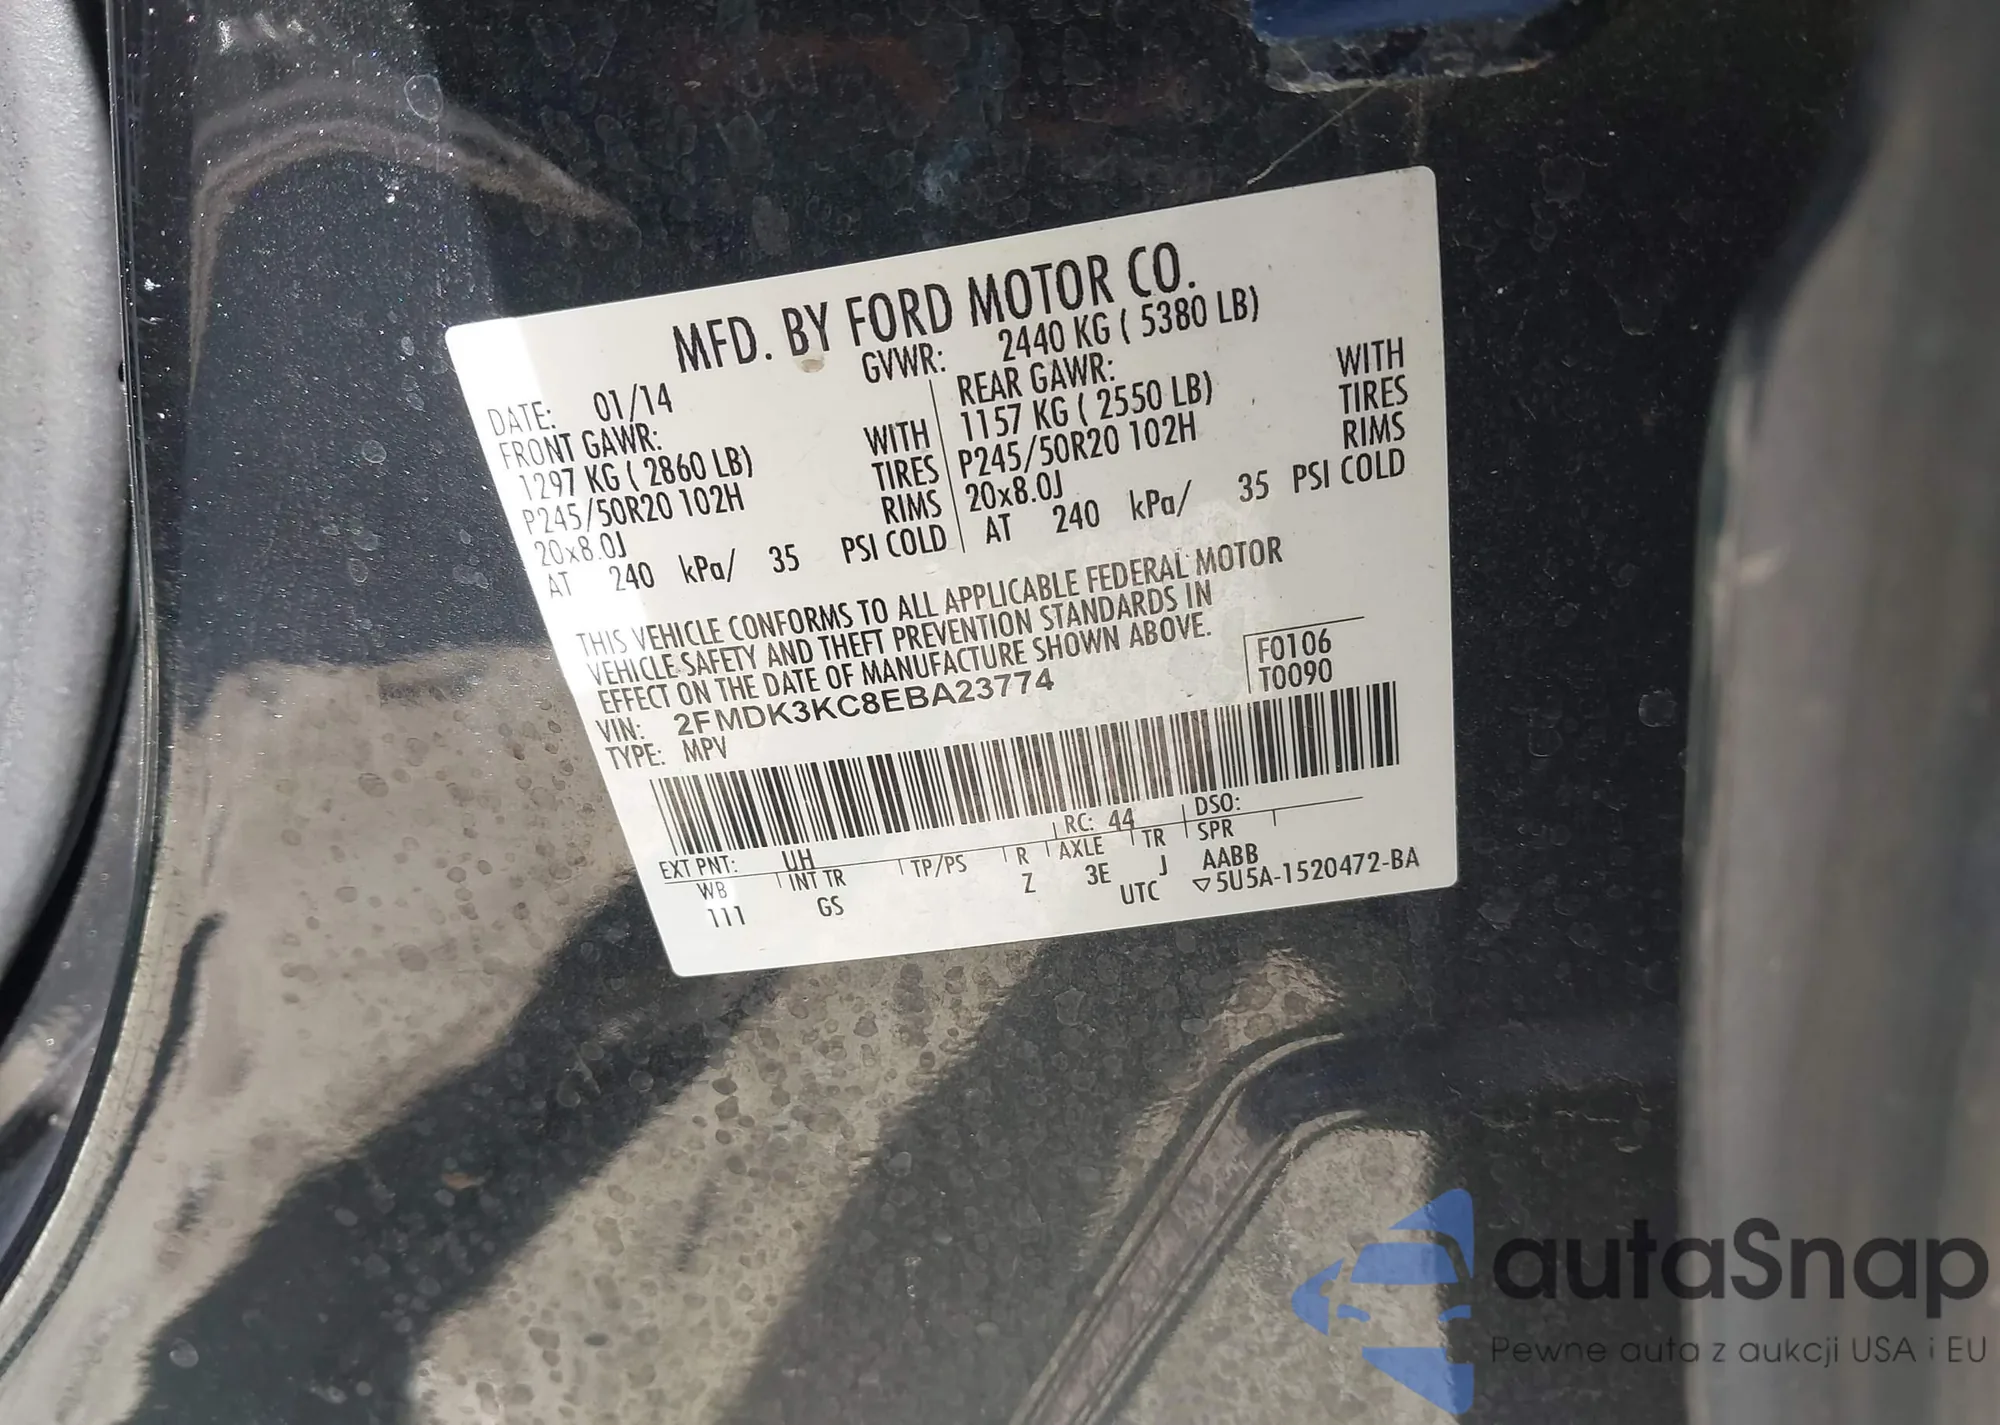 MFD. BY FORD MOTOR CO.
DATE: 01/14 GVWR: 2440 KG ( 5380 LB)
FRONT GAWR: REAR GAWR:
1297 KG ( 2860 LB) WITH 1157 KG ( 2550 LB) WITH
P245/50R20 102H TIRES P245/50R20 102H TIRES
20x8.0J RIMS 20x8.0J RIMS
AT 240 kPa/ 35 PSI COLD AT 240 kPa/ 35 PSI COLD
THIS VEHICLE CONFORMS TO ALL APPLICABLE FEDERAL MOTOR
VEHICLE SAFETY AND THEFT PREVENTION STANDARDS IN
EFFECT ON THE DATE OF MANUFACTURE SHOWN ABOVE.
VIN: 2FMDK3KC8EBA23774 F0106
TYPE: MPV T0090
EXT PNT: UH RC: 44 DSO:
WB INT TR TP/PS R AXLE TR SPR
111 GS Z 3E J AABB
UTC ▽5U5A-1520472-BA
autaSnap
Pewne auta z aukcji USA i EU